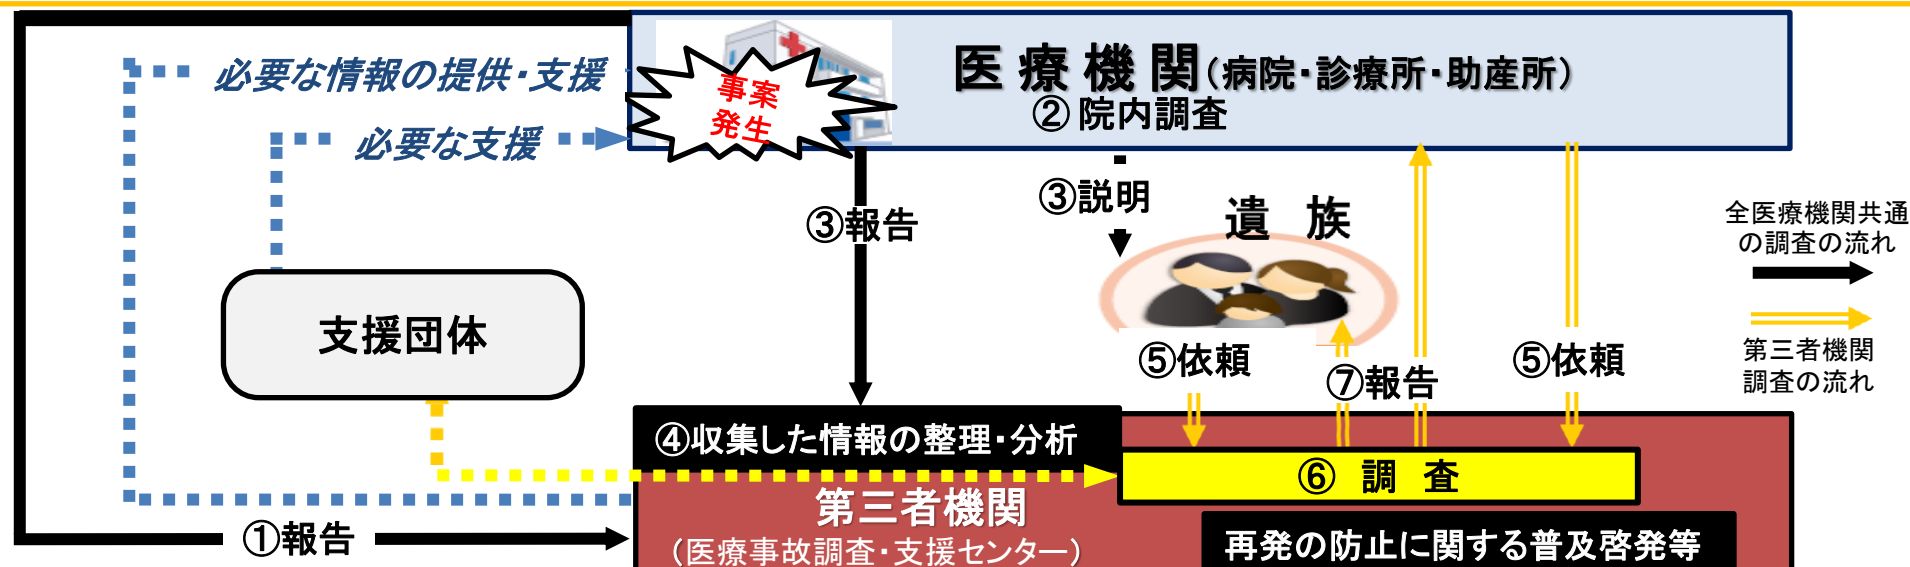 医 療 機 関（病院・診療所・助産所）
必要な情報の提供・支援
事案
発生
② 院内調査
必要な支援
③説明
③報告
遺 族
全医療機関共通
の調査の流れ
支援団体
第三者機関
調査の流れ
⑤依頼
⑦報告
⑤依頼
④収集した情報の整理・分析
⑥ 調 査
第三者機関
（医療事故調査・支援センター）
①報告
再発の防止に関する普及啓発等